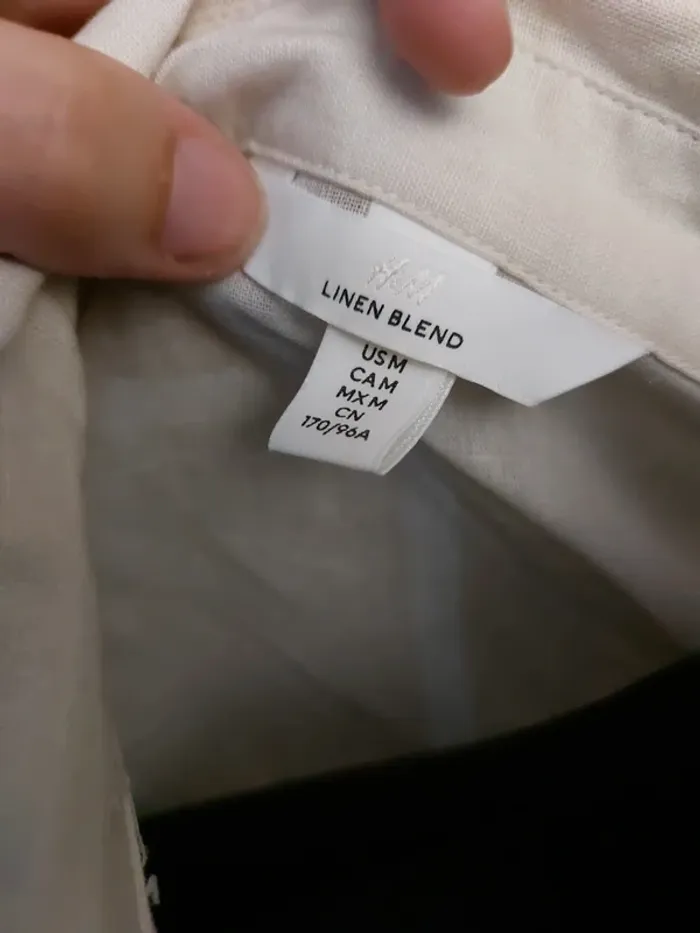 H&M
LINEN BLEND
US M
CA M
MX M
CN
170/96A